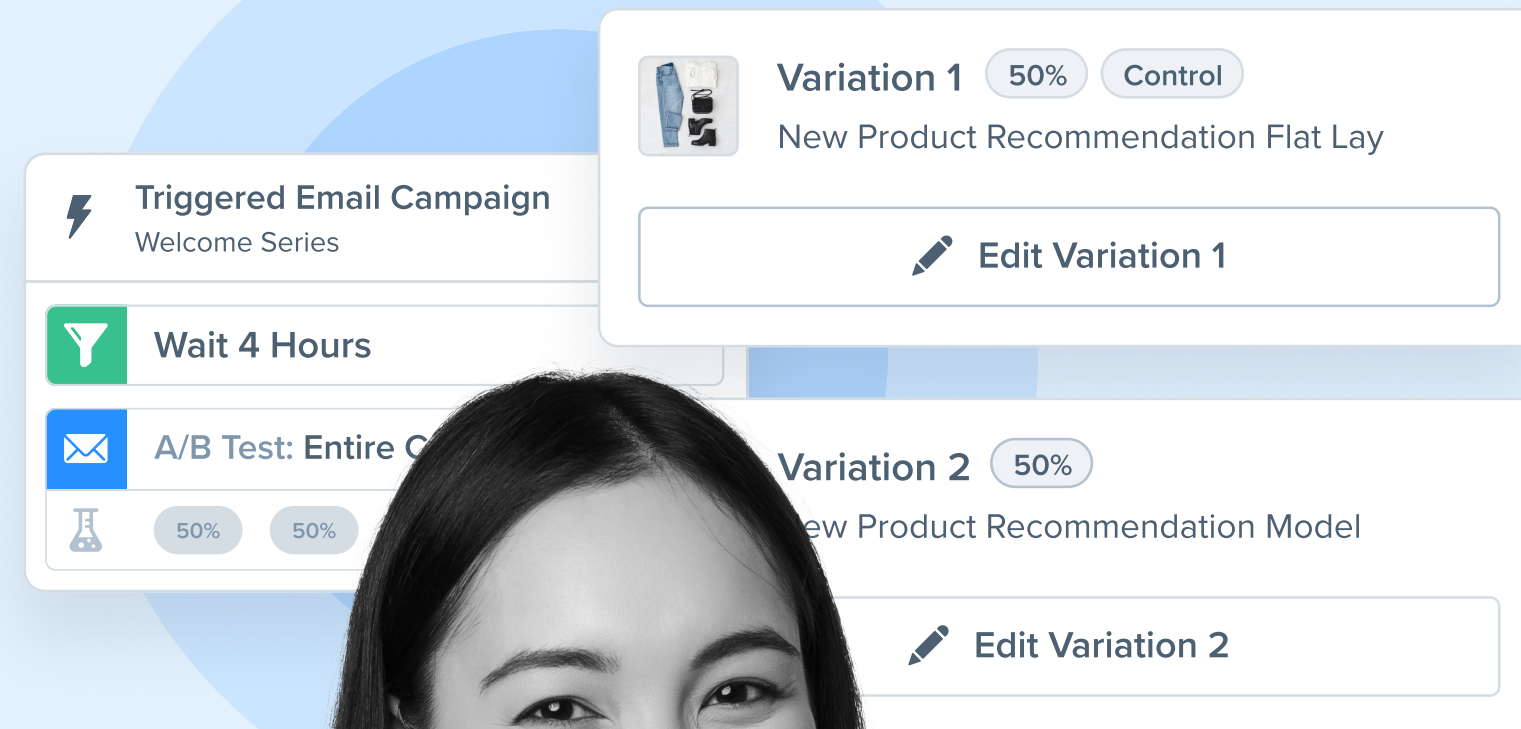 Triggered Email Campaign
Welcome Series
Wait 4 Hours
A/B Test: Entire
50% 50%
Variation 1 50% Control
New Product Recommendation Flat Lay
Edit Variation 1
Variation 2 50%
Product Recommendation Model
Edit Variation 2